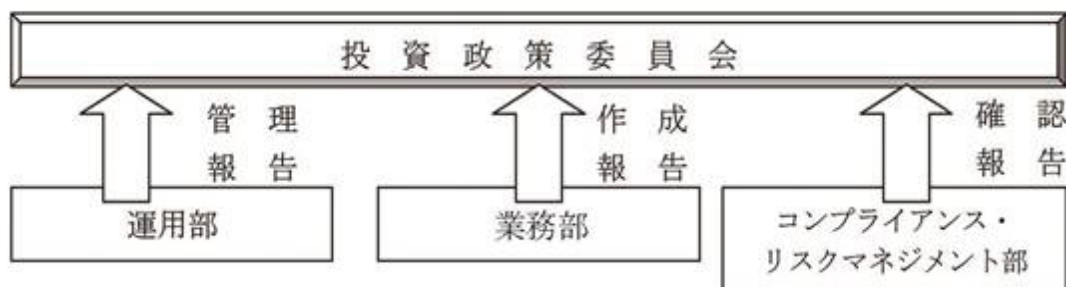 投資政策委員会
管理
報告
作成
報告
確認
報告
運用部
業務部
コンプライアンス・
リスクマネジメント部